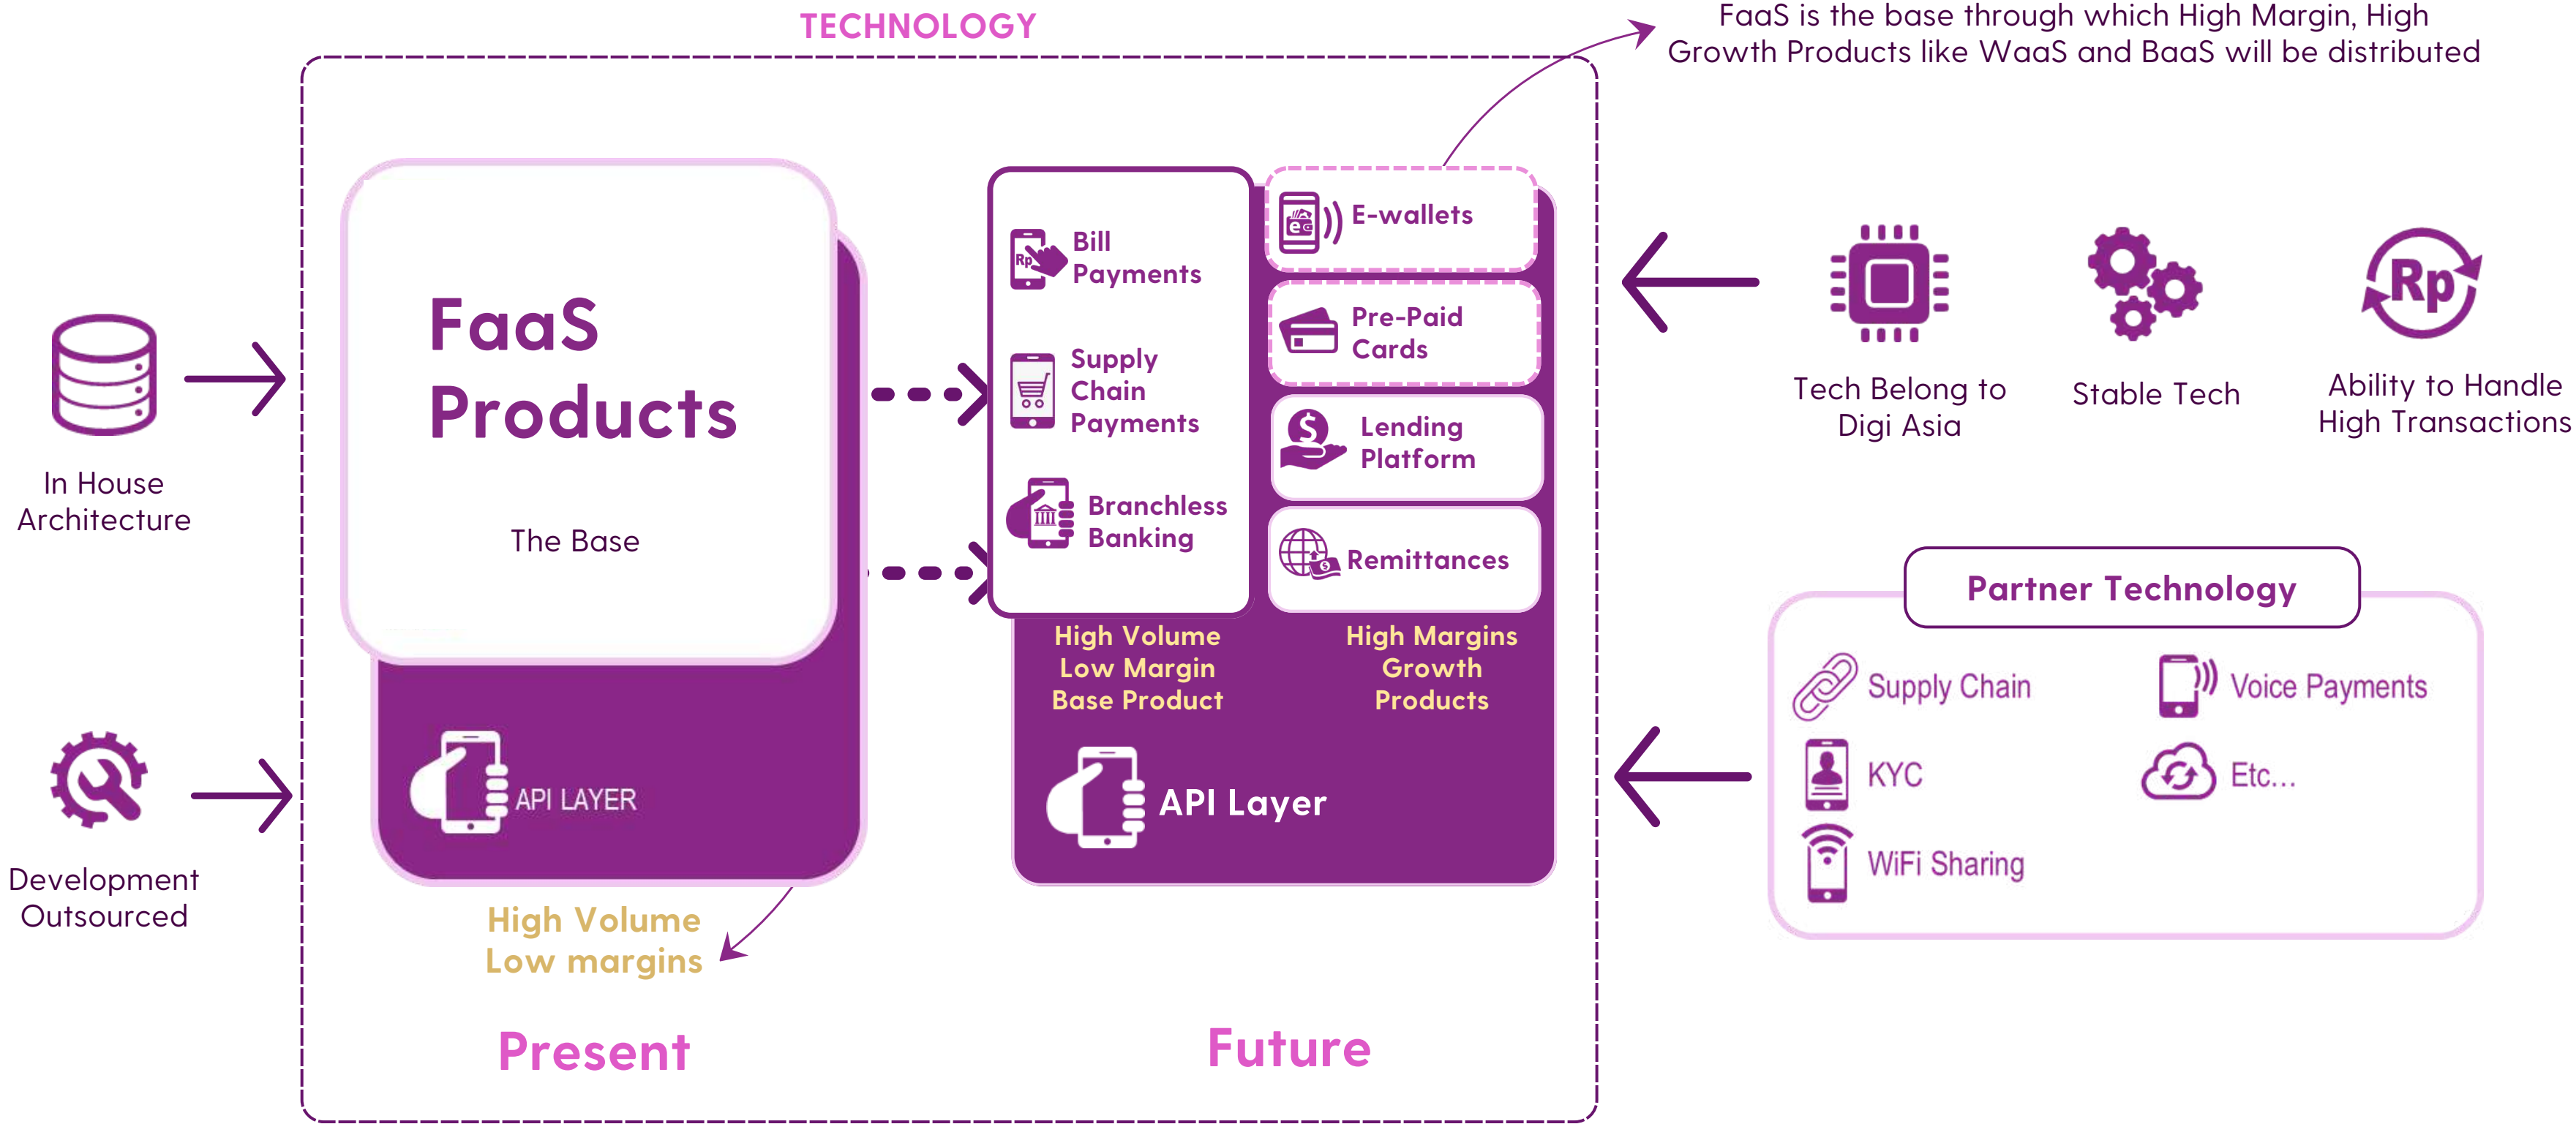 TECHNOLOGY
FaaS is the base through which High Margin, High
Growth Products like WaaS and BaaS will be distributed
In House
Architecture
Development
Outsourced
FaaS
Products
The Base
API LAYER
High Volume
Low margins
Present
Rp
Bill
Payments
Supply
Chain
Payments
Branchless
Banking
High Volume
Low Margin
Base Product
e
E-wallets
Pre-Paid
Cards
$
Lending
Platform
$
Remittances
High Margins
Growth
Products
API Layer
Future
Tech Belong to
Digi Asia
Stable Tech
Rp
Ability to Handle
High Transactions
Partner Technology
Supply Chain
Voice Payments
KYC
Etc...
WiFi Sharing